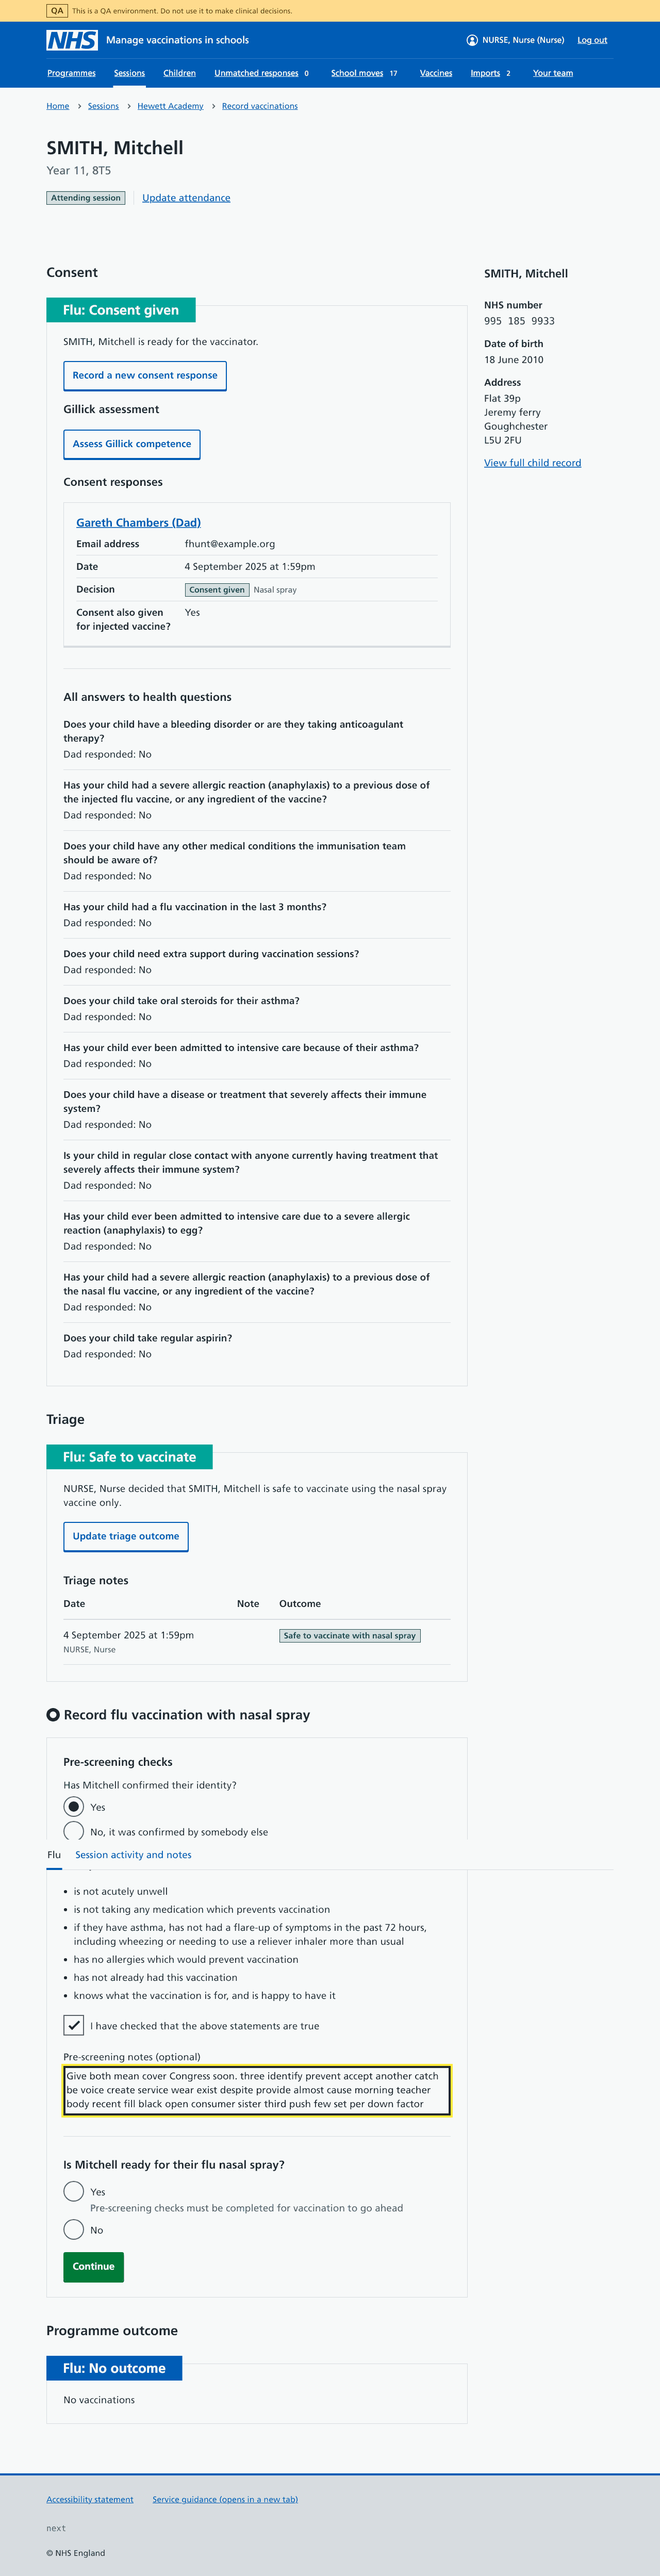 QA This is a QA environment. Do not use it to make clinical decisions.
NHS Manage vaccinations in schools NURSE, Nurse (Nurse) Log out
Programmes Sessions Children Unmatched responses 0 School moves 17 Vaccines Imports 2 Your team
Home > Sessions > Hewett Academy > Record vaccinations
SMITH, Mitchell
Year 11, 8T5
Attending session Update attendance
Consent
Flu: Consent given
SMITH, Mitchell is ready for the vaccinator.
Record a new consent response
Gillick assessment
Assess Gillick competence
Consent responses
Gareth Chambers (Dad)
Email address fhunt@example.org
Date 4 September 2025 at 1:59pm
Decision Consent given Nasal spray
Consent also given Yes
for injected vaccine?
All answers to health questions
Does your child have a bleeding disorder or are they taking anticoagulant
therapy?
Dad responded: No
Has your child had a severe allergic reaction (anaphylaxis) to a previous dose of
the injected flu vaccine, or any ingredient of the vaccine?
Dad responded: No
Does your child have any other medical conditions the immunisation team
should be aware of?
Dad responded: No
Has your child had a flu vaccination in the last 3 months?
Dad responded: No
Does your child need extra support during vaccination sessions?
Dad responded: No
Does your child take oral steroids for their asthma?
Dad responded: No
Has your child ever been admitted to intensive care because of their asthma?
Dad responded: No
Does your child have a disease or treatment that severely affects their immune
system?
Dad responded: No
Is your child in regular close contact with anyone currently having treatment that
severely affects their immune system?
Dad responded: No
Has your child ever been admitted to intensive care due to a severe allergic
reaction (anaphylaxis) to egg?
Dad responded: No
Has your child had a severe allergic reaction (anaphylaxis) to a previous dose of
the nasal flu vaccine, or any ingredient of the vaccine?
Dad responded: No
Does your child take regular aspirin?
Dad responded: No
SMITH, Mitchell
NHS number
995 185 9933
Date of birth
18 June 2010
Address
Flat 39p
Jeremy ferry
Goughchester
L5U 2FU
View full child record
Triage
Flu: Safe to vaccinate
NURSE, Nurse decided that SMITH, Mitchell is safe to vaccinate using the nasal spray
vaccine only.
Update triage outcome
Triage notes
Date Note Outcome
4 September 2025 at 1:59pm Safe to vaccinate with nasal spray
NURSE, Nurse
Record flu vaccination with nasal spray
Pre-screening checks
Has Mitchell confirmed their identity?
Yes
No, it was confirmed by somebody else
Flu Session activity and notes
• is not acutely unwell
• is not taking any medication which prevents vaccination
• if they have asthma, has not had a flare-up of symptoms in the past 72 hours,
including wheezing or needing to use a reliever inhaler more than usual
• has no allergies which would prevent vaccination
• has not already had this vaccination
• knows what the vaccination is for, and is happy to have it
I have checked that the above statements are true
Pre-screening notes (optional)
Give both mean cover Congress soon. three identify prevent accept another catch
be voice create service wear exist despite provide almost cause morning teacher
body recent fill black open consumer sister third push few set per down factor
Is Mitchell ready for their flu nasal spray?
Yes
Pre-screening checks must be completed for vaccination to go ahead
No
Continue
Programme outcome
Flu: No outcome
No vaccinations
Accessibility statement Service guidance (opens in a new tab)
next
© NHS England